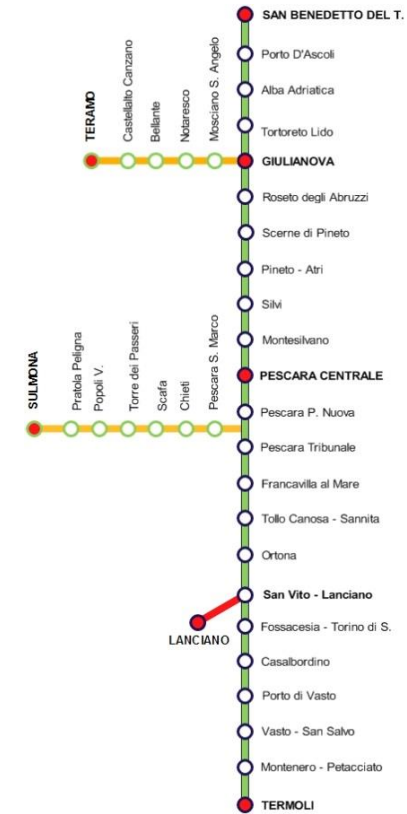 SAN BENEDETTO DEL T.
Porto D'Ascoli
Alba Adriatica
Tortoreto Lido
TERAMO
Castellalto Canzano
Bellante
Notaresco
Mosciano S. Angelo
GIULIANOVA
Roseto degli Abruzzi
Scerne di Pineto
Pineto - Atri
Silvi
Montesilvano
PESCARA CENTRALE
SULMONA
Pratola Peligna
Popoli V.
Torre dei Passeri
Scafa
Chieti
Pescara S. Marco
Pescara P. Nuova
Pescara Tribunale
Francavilla al Mare
Tollo Canosa - Sannita
Ortona
San Vito - Lanciano
LANCIANO
Fossacesia - Torino di S.
Casalbordino
Porto di Vasto
Vasto - San Salvo
Montenero - Petacciato
TERMOLI